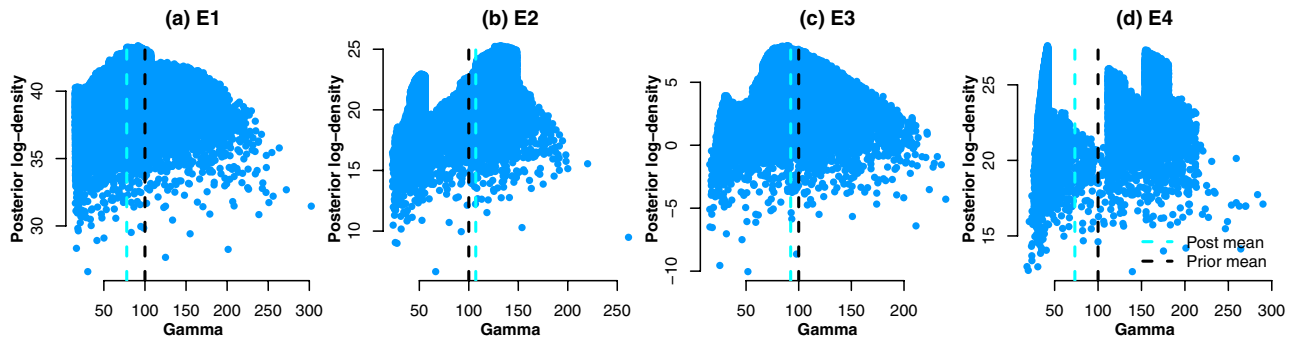 (a) E1
Posterior log−density
30 35 40
50 100 150 200 250 300
Gamma
(b) E2
Posterior log−density
10 15 20 25
50 100 150 200 250
Gamma
(c) E3
Posterior log−density
−10 −5 0 5
50 100 150 200
Gamma
(d) E4
Posterior log−density
15 20 25
Post mean
Prior mean
50 100 150 200 250 300
Gamma